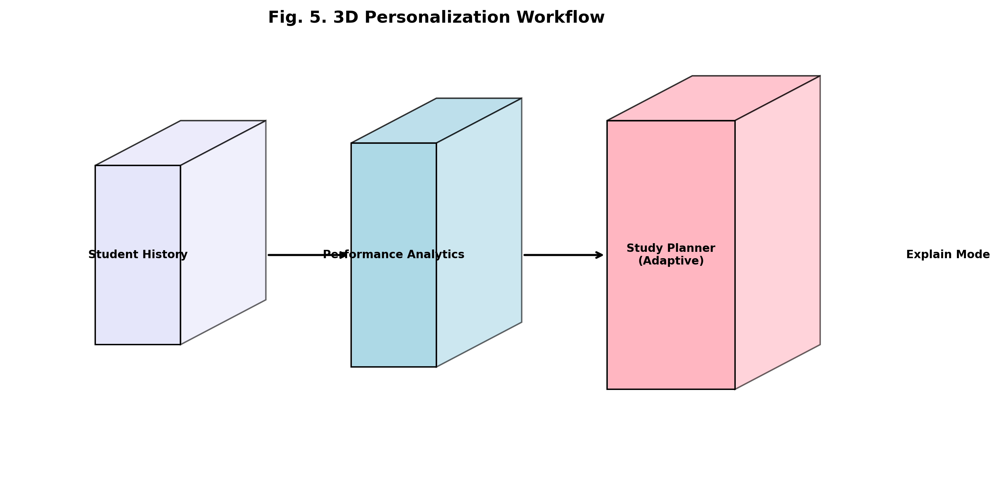 Fig. 5. 3D Personalization Workflow
Student History
Performance Analytics
Study Planner
(Adaptive)
Explain Mode